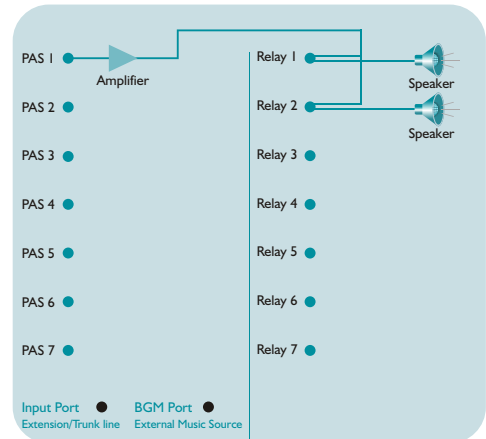 PAS 1
Amplifier
PAS 2
PAS 3
PAS 4
PAS 5
PAS 6
PAS 7
Input Port
Extension/Trunk line
BGM Port
External Music Source
Relay 1
Speaker
Relay 2
Speaker
Relay 3
Relay 4
Relay 5
Relay 6
Relay 7